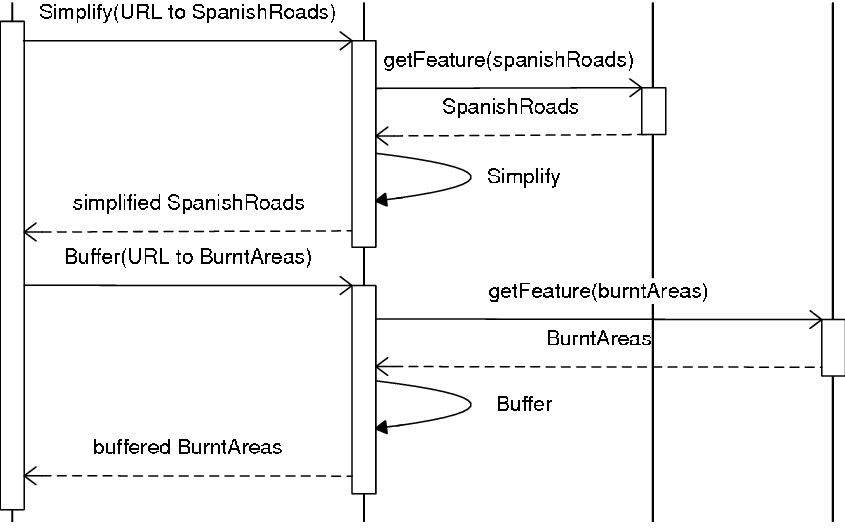 Simplify(URL to SpanishRoads)
getFeature(spanishRoads)
SpanishRoads
Simplify
simplified SpanishRoads
Buffer(URL to BurntAreas)
getFeature(burntAreas)
BurntAreas
Buffer
buffered BurntAreas